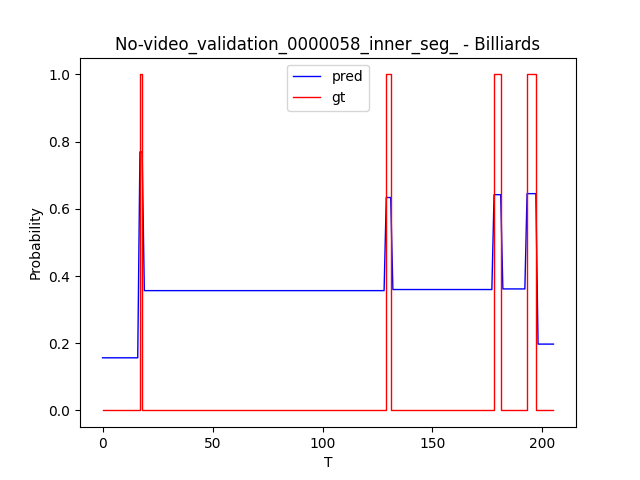 No-video_validation_0000058_inner_seg_ - Billiards
pred
gt
1.0
0.8
0.6
0.4
0.2
0.0
Probability
0
50
100
150
200
T